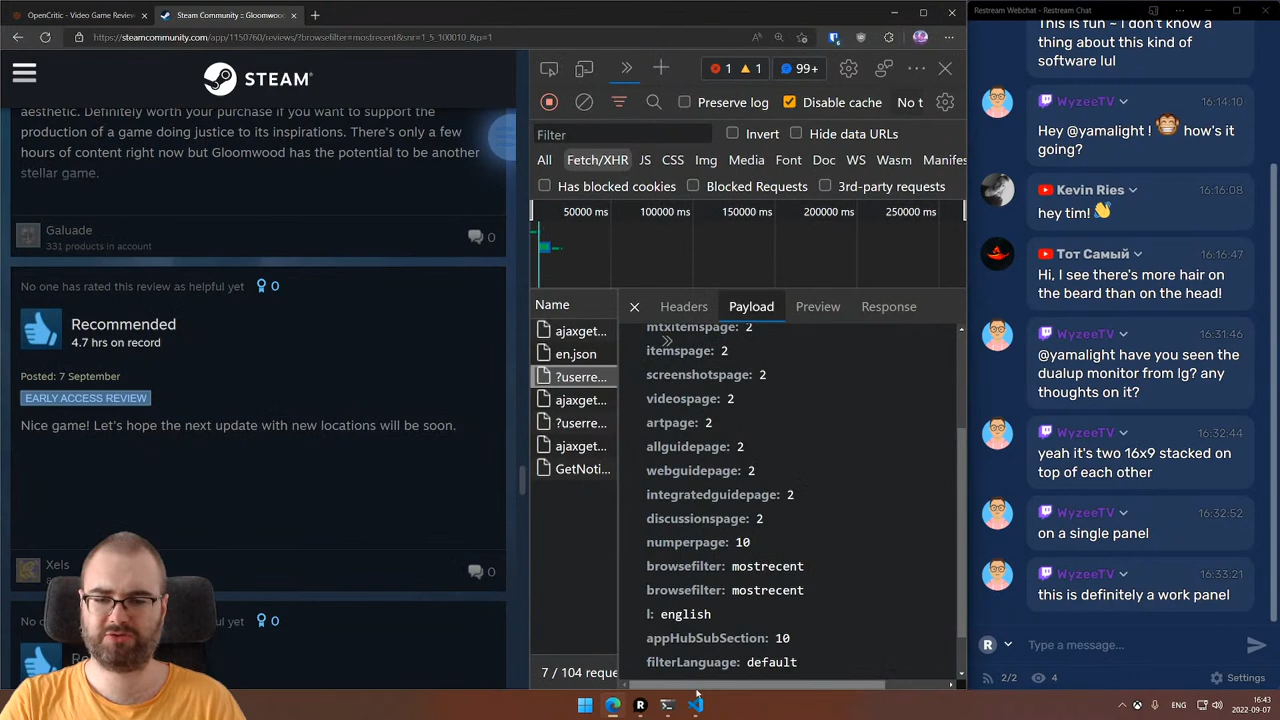 OpenCritic - Video Game Review
Steam Community :: Gloomwood
https://steamcommunity.com/app/1150760/reviews/?browsefilter=mostrecent&snr=1_5_100010_&p=1
STEAM
aesthetic. Definitely worth your purchase if you want to support the
production of a game doing justice to its inspirations. There's only a few
hours of content right now but Gloomwood has the potential to be another
stellar game.
Galuade
331 products in account
0
No one has rated this review as helpful yet
0
Recommended
4.7 hrs on record
Posted: 7 September
EARLY ACCESS REVIEW
Nice game! Let's hope the next update with new locations will be soon.
Xels
0
No one
0
1
1
99+
Preserve log
Disable cache
No t
Filter
Invert
Hide data URLs
All
Fetch/XHR
JS
CSS
Img
Media
Font
Doc
WS
Wasm
Manifes
Has blocked cookies
Blocked Requests
3rd-party requests
50000 ms
100000 ms
150000 ms
200000 ms
250000 ms
Name
ajaxget...
en.json
?userre...
ajaxget...
?userre...
ajaxget...
GetNoti...
7 / 104 reque
Headers
Payload
Preview
Response
mtxitemspage: 2
itemspage: 2
screenshotspage: 2
videospage: 2
artpage: 2
allguidepage: 2
webguidepage: 2
integratedguidepage: 2
discussionspage: 2
numperpage: 10
browsefilter: mostrecent
browsefilter: mostrecent
l: english
appHubSubSection: 10
filterLanguage: default
Restream Webchat - Restream Chat
This is fun ~ I don't know a
thing about this kind of
software lul
WyzeeTV
16:14:10
Hey @yamalight ! how's it
going?
Kevin Ries
16:16:08
hey tim!
Тот Самый
16:16:47
Hi, I see there's more hair on
the beard than on the head!
WyzeeTV
16:31:46
@yamalight have you seen the
dualup monitor from lg? any
thoughts on it?
WyzeeTV
16:32:44
yeah it's two 16x9 stacked on
top of each other
WyzeeTV
16:32:52
on a single panel
WyzeeTV
16:33:21
this is definitely a work panel
R
Type a message...
2/2
4
Settings
R
ENG
16:43
2022-09-07